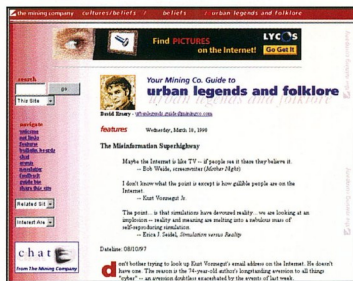 the mining company cultures/beliefs / beliefs / urban legends and folklore
Find PICTURES
on the Internet!
LYCOS
Go Get It
search
go
This Site
Your Mining Co. Guide to
urban legends and folklore
urban legends and folklore
David Emery - urbanlegends.guide@miningco.com
features Wednesday, March 10, 1999
navigate
welcome
net links
features
bulletin boards
chat
events
newsletter
feedback
guide bio
share this site
Related Sit
Interest Are
chat
From The Mining Company
The Misinformation Superhighway
Maybe the Internet is like TV -- if people see it there they believe it.
-- Bob Weide, screenwriter (Mother Night)
I don't know what the point is except is how gullible people are on the
Internet.
-- Kurt Vonnegut Jr.
The point... is that simulations have devoured reality... we are looking at an
implosion -- reality and meaning are melting into a nebulous mass of
self-reproducing simulation.
-- Erica J. Seidel, Simulation versus Reality
Dateline: 08/10/97
don't bother trying to look up Kurt Vonnegut's email address on the Internet. He doesn't
have one. The reason is the 74-year-old author's longstanding aversion to all things
"cyber" -- an aversion doubtless exacerbated by the events of last week.